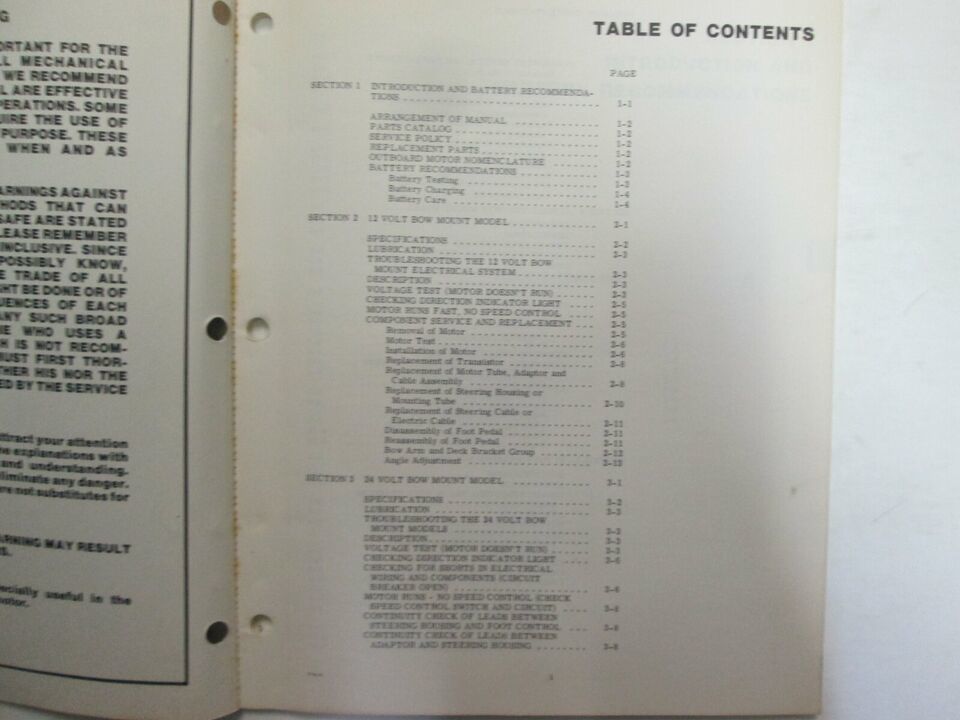 G
ORTANT FOR THE
L MECHANICAL
WE RECOMMEND
L ARE EFFECTIVE
PERATIONS. SOME
UIRE THE USE OF
PURPOSE. THESE
WHEN AND AS
ARNINGS AGAINST
HODS THAT CAN
SAFE ARE STATED
LEASE REMEMBER
INCLUSIVE. SINCE
POSSIBLY KNOW,
E TRADE OF ALL
HT BE DONE OR OF
UENCES OF EACH
ANY SUCH BROAD
NE WHO USES A
H IS NOT RECOM-
MUST FIRST THOR-
THER HIS NOR THE
ED BY THE SERVICE
ttract your attention
he explanations with
and understanding.
liminate any danger.
re not substitutes for
RNING MAY RESULT
S.
ecially useful in the
TABLE OF CONTENTS
PAGE
SECTION 1 INTRODUCTION AND BATTERY RECOMMENDA-
TIONS 1-1
ARRANGEMENT OF MANUAL 1-2
PARTS CATALOG 1-2
SERVICE POLICY 1-2
REPLACEMENT PARTS 1-2
OUTBOARD MOTOR NOMENCLATURE 1-2
BATTERY RECOMMENDATIONS 1-3
Battery Testing 1-3
Battery Charging 1-4
Battery Care 1-4
SECTION 2 12 VOLT BOW MOUNT MODEL 2-1
SPECIFICATIONS 2-2
LUBRICATION 2-3
TROUBLESHOOTING THE 12 VOLT BOW
MOUNT ELECTRICAL SYSTEM 2-3
DESCRIPTION 2-3
VOLTAGE TEST (MOTOR DOESN'T RUN) 2-3
CHECKING DIRECTION INDICATOR LIGHT 2-5
MOTOR RUNS FAST, NO SPEED CONTROL 2-5
COMPONENT SERVICE AND REPLACEMENT 2-5
Removal of Motor 2-5
Motor Test 2-6
Installation of Motor 2-6
Replacement of Transistor 2-8
Replacement of Motor Tube, Adaptor and
Cable Assembly 2-8
Replacement of Steering Housing or
Mounting Tube 2-10
Replacement of Steering Cable or
Electric Cable 2-11
Disassembly of Foot Pedal 2-11
Reassembly of Foot Pedal 2-11
Bow Arm and Deck Bracket Group 2-12
Angle Adjustment 2-13
SECTION 3 24 VOLT BOW MOUNT MODEL 3-1
SPECIFICATIONS 3-2
LUBRICATION 3-3
TROUBLESHOOTING THE 24 VOLT BOW
MOUNT MODELS 3-3
DESCRIPTION 3-3
VOLTAGE TEST (MOTOR DOESN'T RUN) 3-3
CHECKING DIRECTION INDICATOR LIGHT 3-6
CHECKING FOR SHORTS IN ELECTRICAL
WIRING AND COMPONENTS (CIRCUIT
BREAKER OPEN) 3-6
MOTOR RUNS - NO SPEED CONTROL (CHECK
SPEED CONTROL SWITCH AND CIRCUIT) 3-8
CONTINUITY CHECK OF LEADS BETWEEN
STEERING HOUSING AND FOOT CONTROL 3-8
CONTINUITY CHECK OF LEADS BETWEEN
ADAPTOR AND STEERING HOUSING 3-8